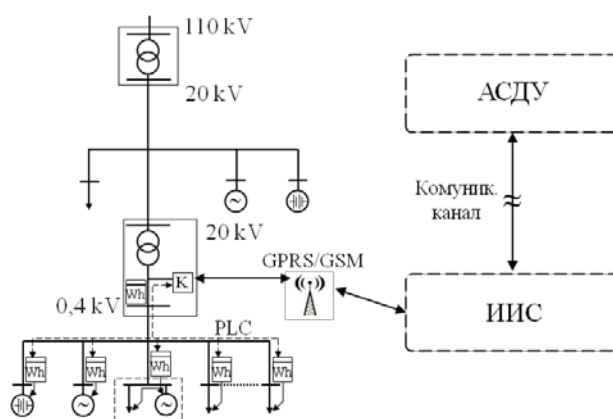 110 kV
20 kV
АСДУ
Комуник.
канал
20 kV
GPRS/GSM
Wh
K
0,4 kV
ИИС
PLC
Wh
Wh
Wh
Wh
Wh